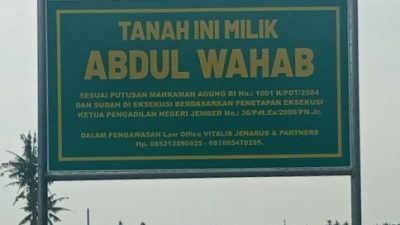 TANAH INI MILIK
ABDUL WAHAB
SESUAI PUTUSAN MAHKAMAH AGUNG RI No.: 1001 K/PDT/2004
DAN SUDAH DI EKSEKUSI BERDASARKAN PENETAPAN EKSEKUSI
KETUA PENGADILAN NEGERI JEMBER No.: 36/Pdt.Ex/2006/PN.Jr.
DALAM PENGAWASAN Law Office VITALIS JENARUS & PARTNERS
Hp. 085213890925 - 087885470295.